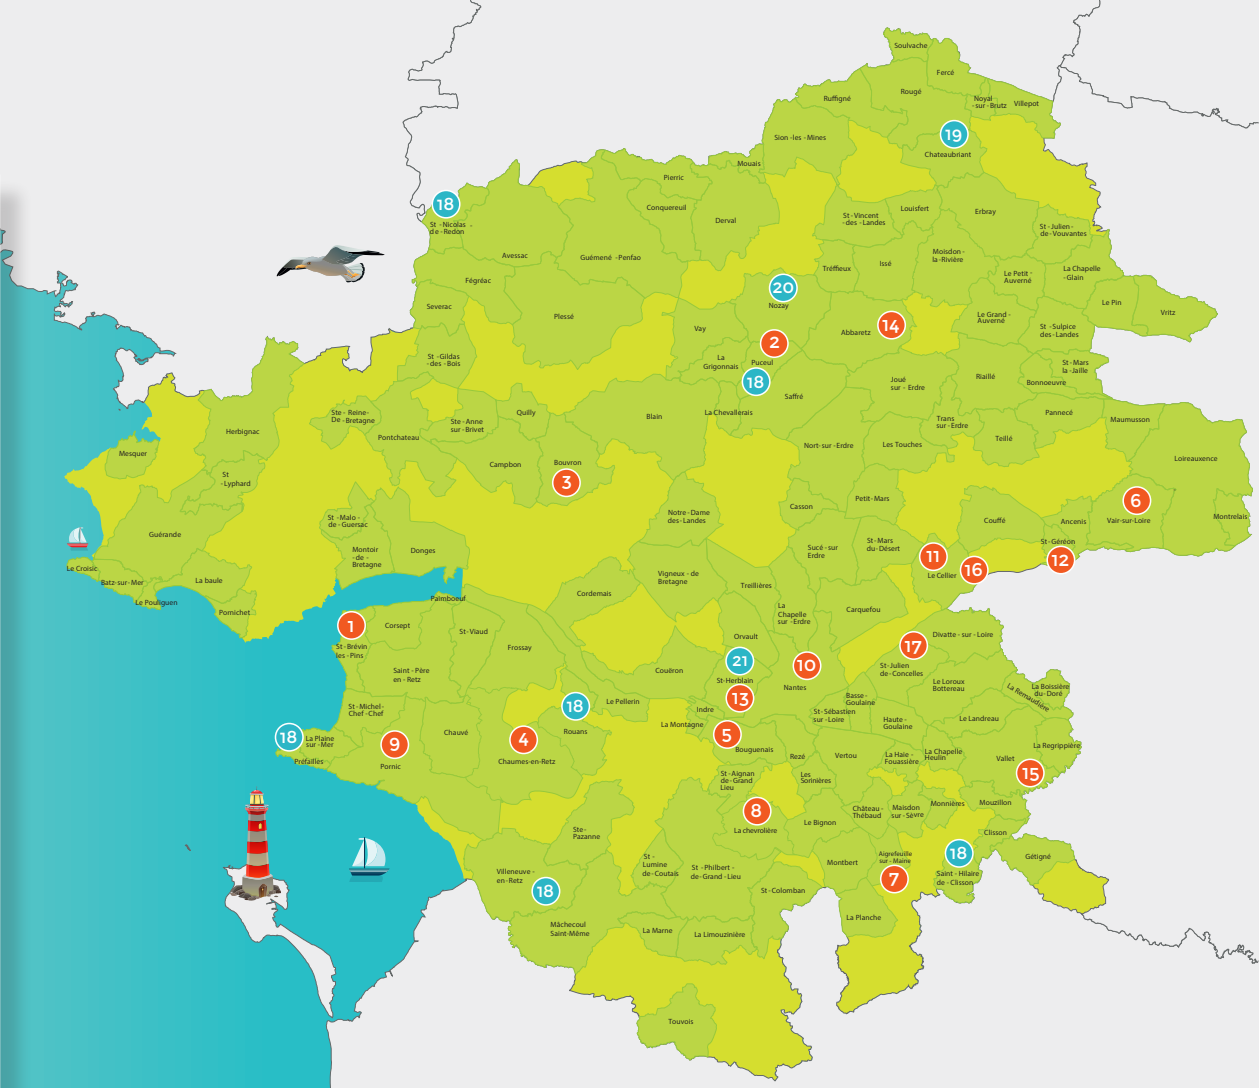 Soulvache
Fercé
Rougé
Ruffigné
Noyal
- sur - Brutz
Villepot
19
Sion - les - Mines
Chateaubriant
Mouais
Pierric
18
Conquereuil
Derval
St - Nicolas -
de - Redon
St - Vincent
- des - Landes
Louisfert
Erbray
St - Julien -
de - Vouvantes
Avessac
Guémené - Penfao
Moisdon -
la - Rivière
Issé
Tréffieux
Le Petit -
Auverné
La Chapelle
- Glain
Fégréac
20
Nozay
Severac
Plessé
Le Pin
Vritz
Le Grand -
Auverné
Vay
14
Abbaretz
St - Sulpice
des - Landes
2
Puceul
La
Grigonnais
St - Gildas
- des - Bois
St - Mars
la - Jaille
18
Riaillé
Bonnoeuvre
Joué
sur - Erdre
Saffré
Ste - Reine-
De - Bretagne
Quilly
Blain
La Chevallerais
Pannecé
Maumusson
Ste - Anne
sur - Brivet
Trans
sur - Erdre
Herbignac
Pontchateau
Teillé
Nort - sur - Erdre
Les Touches
Mesquer
Campbon
Bouvron
3
Loireauxence
St
- Lyphard
Petit - Mars
6
Casson
Notre - Dame
des - Landes
St - Malo -
de - Guersac
Couffé
Ancenis
Vair-sur-Loire
Montrelais
Guérande
St - Mars
du - Désert
St - Géréon
Sucé - sur
Erdre
11
12
Montoir
- de -
Bretagne
Donges
Le Croisic
16
Le Cellier
Vigneux - de
Bretagne
Batz - sur - Mer
La baule
Treillières
Cordemais
Le Pouliguen
Paimboeuf
Pornichet
La
Chapelle
sur - Erdre
Carquefou
1
Corsept
St - Viaud
Orvault
Divatte - sur - Loire
St - Brévin
les - Pins
Frossay
17
21
10
Saint - Père
en - Retz
Couëron
St - Julien
- de - Concelles
St - Herblain
Nantes
Le Loroux
Bottereau
La Boissière
du - Doré
La Remaudière
13
Le Pellerin
Basse -
Goulaine
18
Indre
St - Sébastien
sur - Loire
St - Michel -
Chef - Chef
La Montagne
Haute -
Goulaine
Le Landreau
Chauvé
Rouans
5
18
La Plaine
sur - Mer
9
4
Bouguenais
La Regrippière
Préfailles
Pornic
Chaumes-en-Retz
Rezé
Vertou
La Haie -
Fouassière
La Chapelle
Heulin
Vallet
15
St - Aignan
de - Grand
Lieu
Les
Sorinières
8
Château -
Thébaud
Maisdon
sur - Sèvre
Monnières
Mouzillon
La chevrolière
Le Bignon
Ste -
Pazanne
Clisson
St -
Lumine
de - Coutais
Aigrefeuille
sur - Maine
18
Gétigné
Montbert
Villeneuve -
en - Retz
St - Philbert -
de - Grand - Lieu
7
Saint - Hilaire
de - Clisson
18
St - Colomban
Mâchecoul
Saint-Même
La Planche
La Marne
La Limouzinière
Touvois